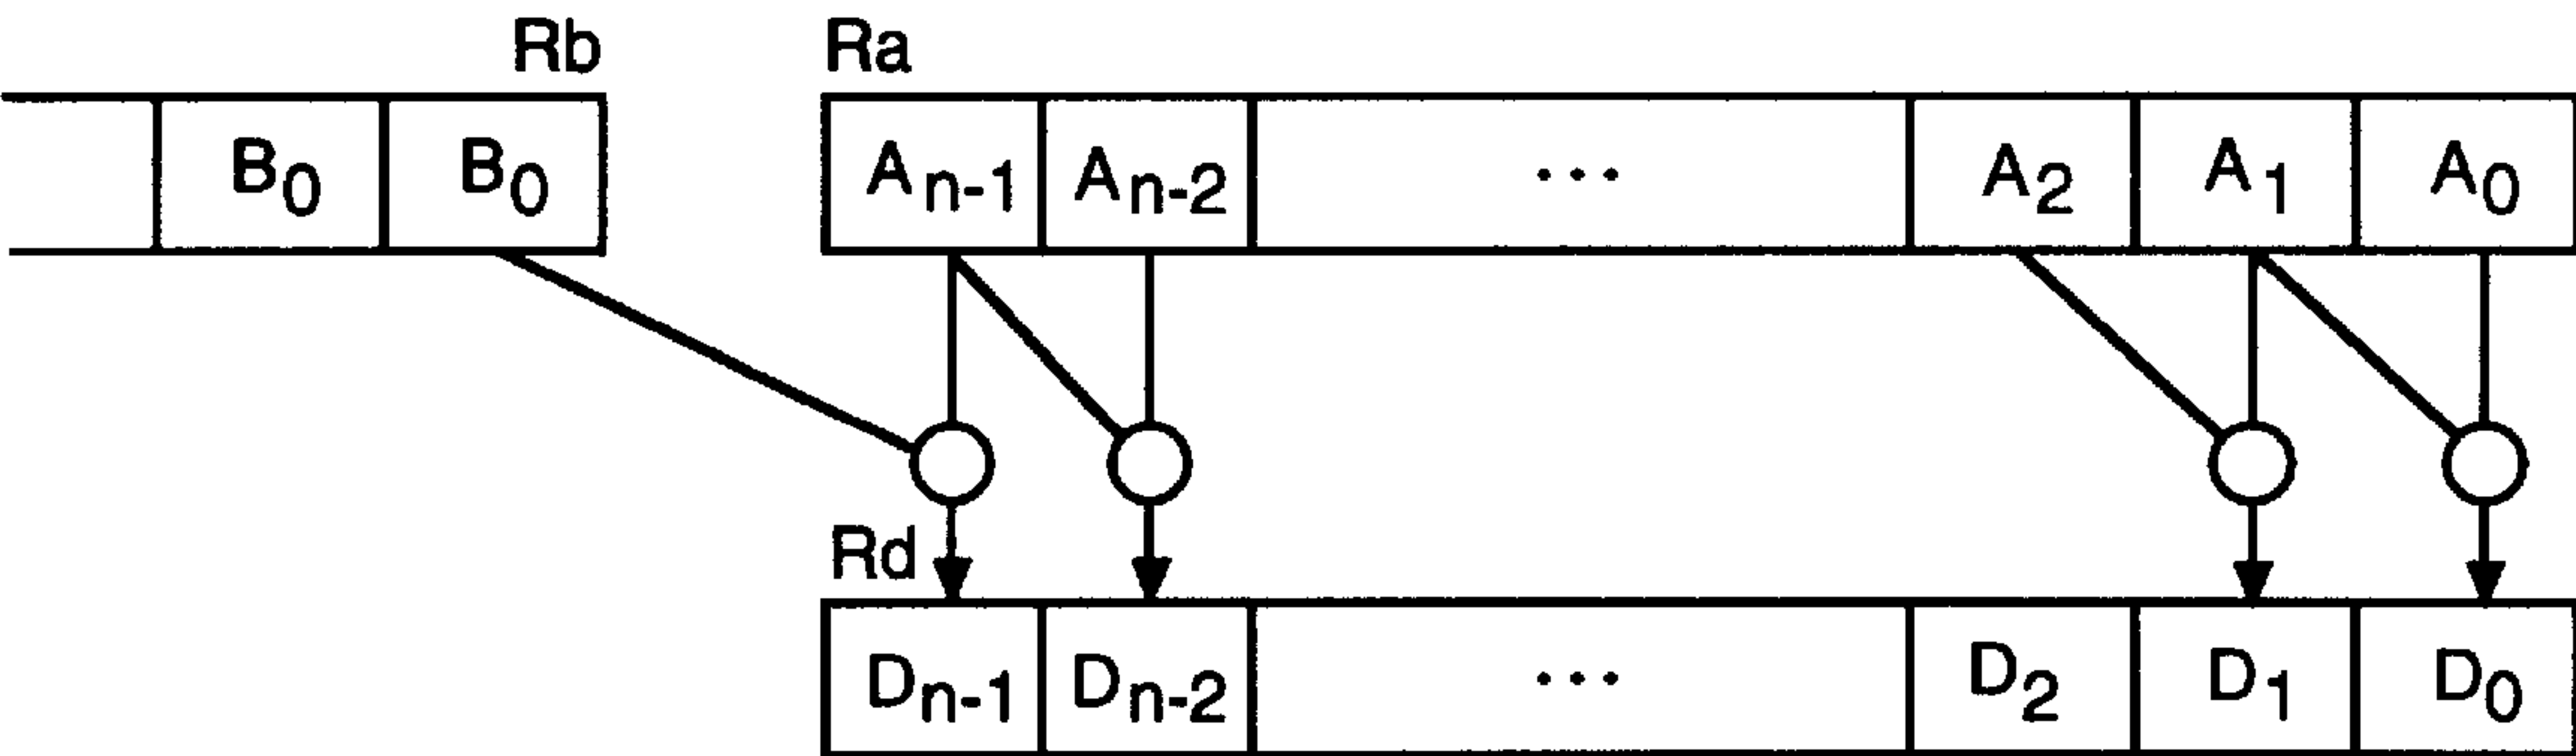 Rb Ra
B0 B0 An-1 An-2 ... A2 A1 A0
Rd
Dn-1 Dn-2 ... D2 D1 D0